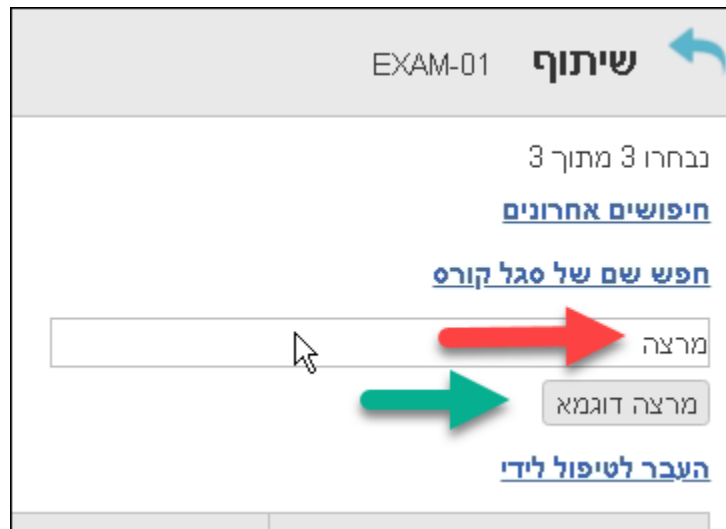 שיתוף EXAM-01
נבחרו 3 מתוך 3
חיפושים אחרונים
חפש שם של סגל קורס
מרצה
מרצה דוגמא
העבר לטיפול לידי